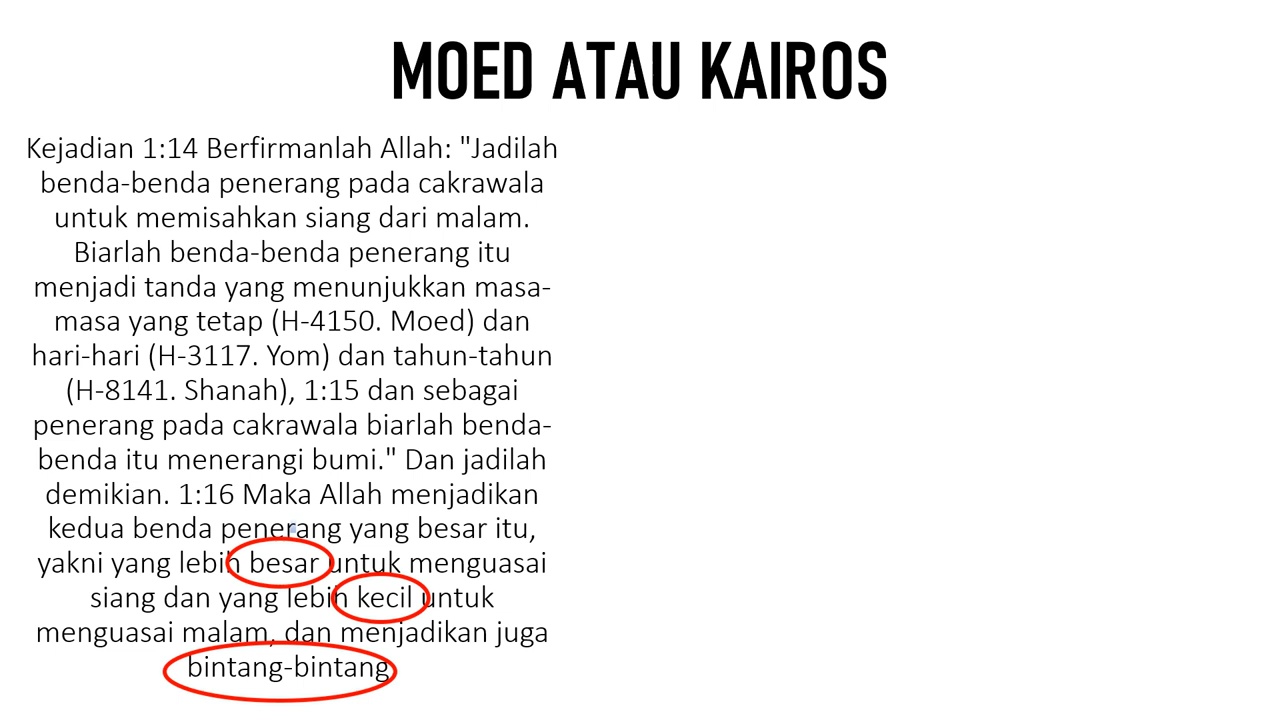 MOED ATAU KAIROS
Kejadian 1:14 Berfirmanlah Allah: "Jadilah
benda-benda penerang pada cakrawala
untuk memisahkan siang dari malam.
Biarlah benda-benda penerang itu
menjadi tanda yang menunjukkan masa-
masa yang tetap (H-4150. Moed) dan
hari-hari (H-3117. Yom) dan tahun-tahun
(H-8141. Shanah), 1:15 dan sebagai
penerang pada cakrawala biarlah benda-
benda itu menerangi bumi." Dan jadilah
demikian. 1:16 Maka Allah menjadikan
kedua benda penerang yang besar itu,
yakni yang lebih besar untuk menguasai
siang dan yang lebih kecil untuk
menguasai malam, dan menjadikan juga
bintang-bintang